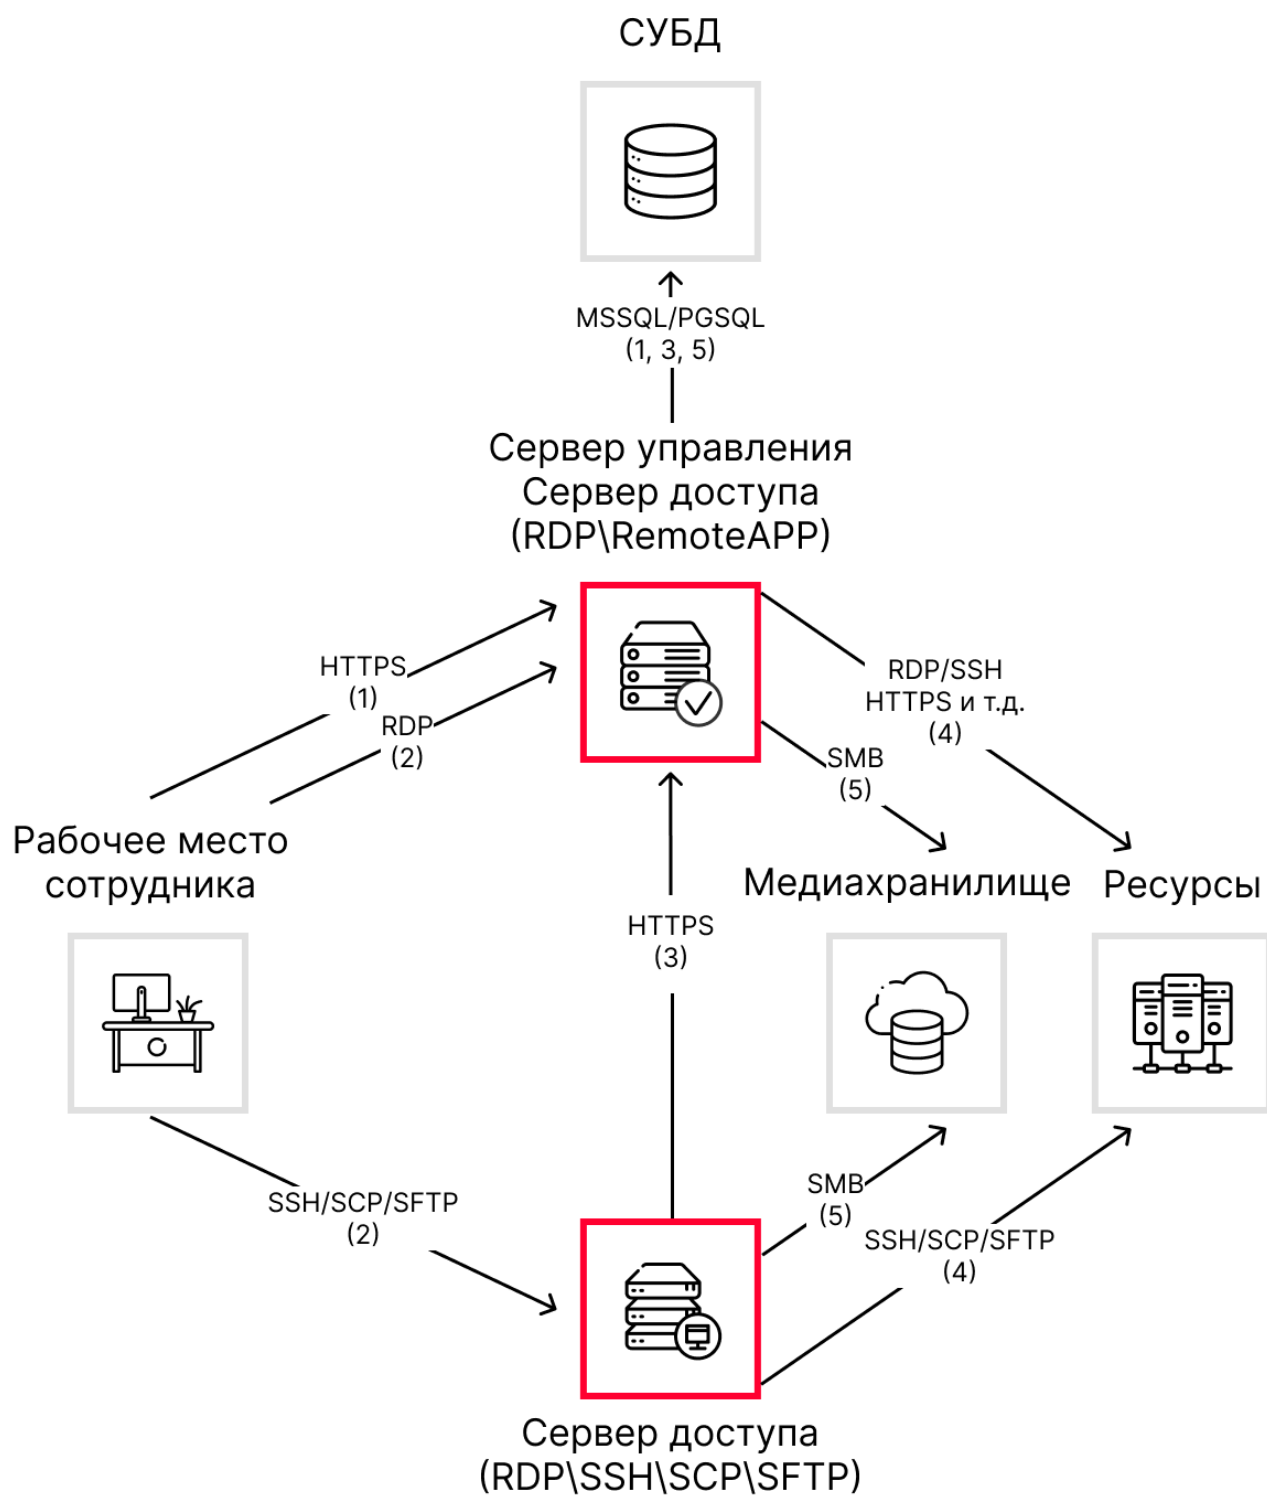 СУБД
MSSQL/PGSQL
(1, 3, 5)
Сервер управления
Сервер доступа
(RDP\RemoteAPP)
HTTPS
(1)
RDP
(2)
RDP/SSH
HTTPS и т.д.
(4)
SMB
(5)
Рабочее место
сотрудника
Медиахранилище
Ресурсы
HTTPS
(3)
SSH/SCP/SFTP
(2)
SMB
(5)
SSH/SCP/SFTP
(4)
Сервер доступа
(RDP\SSH\SCP\SFTP)